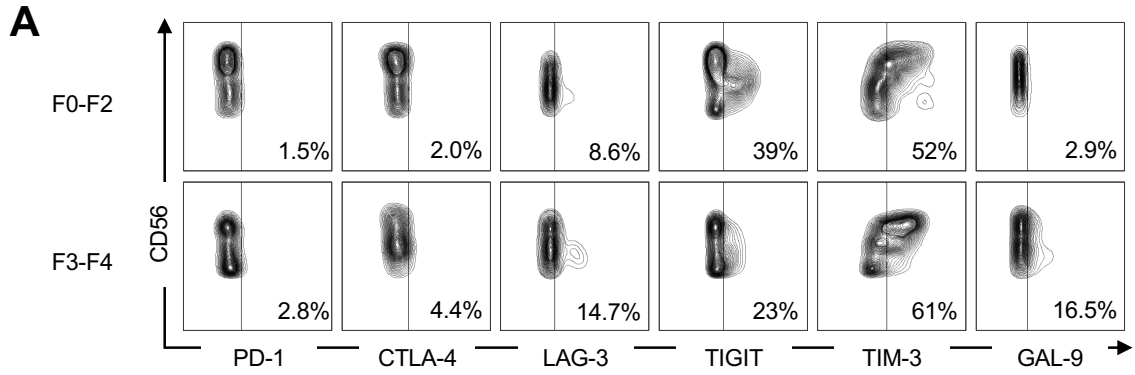 A
F0-F2
1.5%
2.0%
8.6%
39%
52%
2.9%
CD56
F3-F4
2.8%
4.4%
14.7%
23%
61%
16.5%
PD-1
CTLA-4
LAG-3
TIGIT
TIM-3
GAL-9